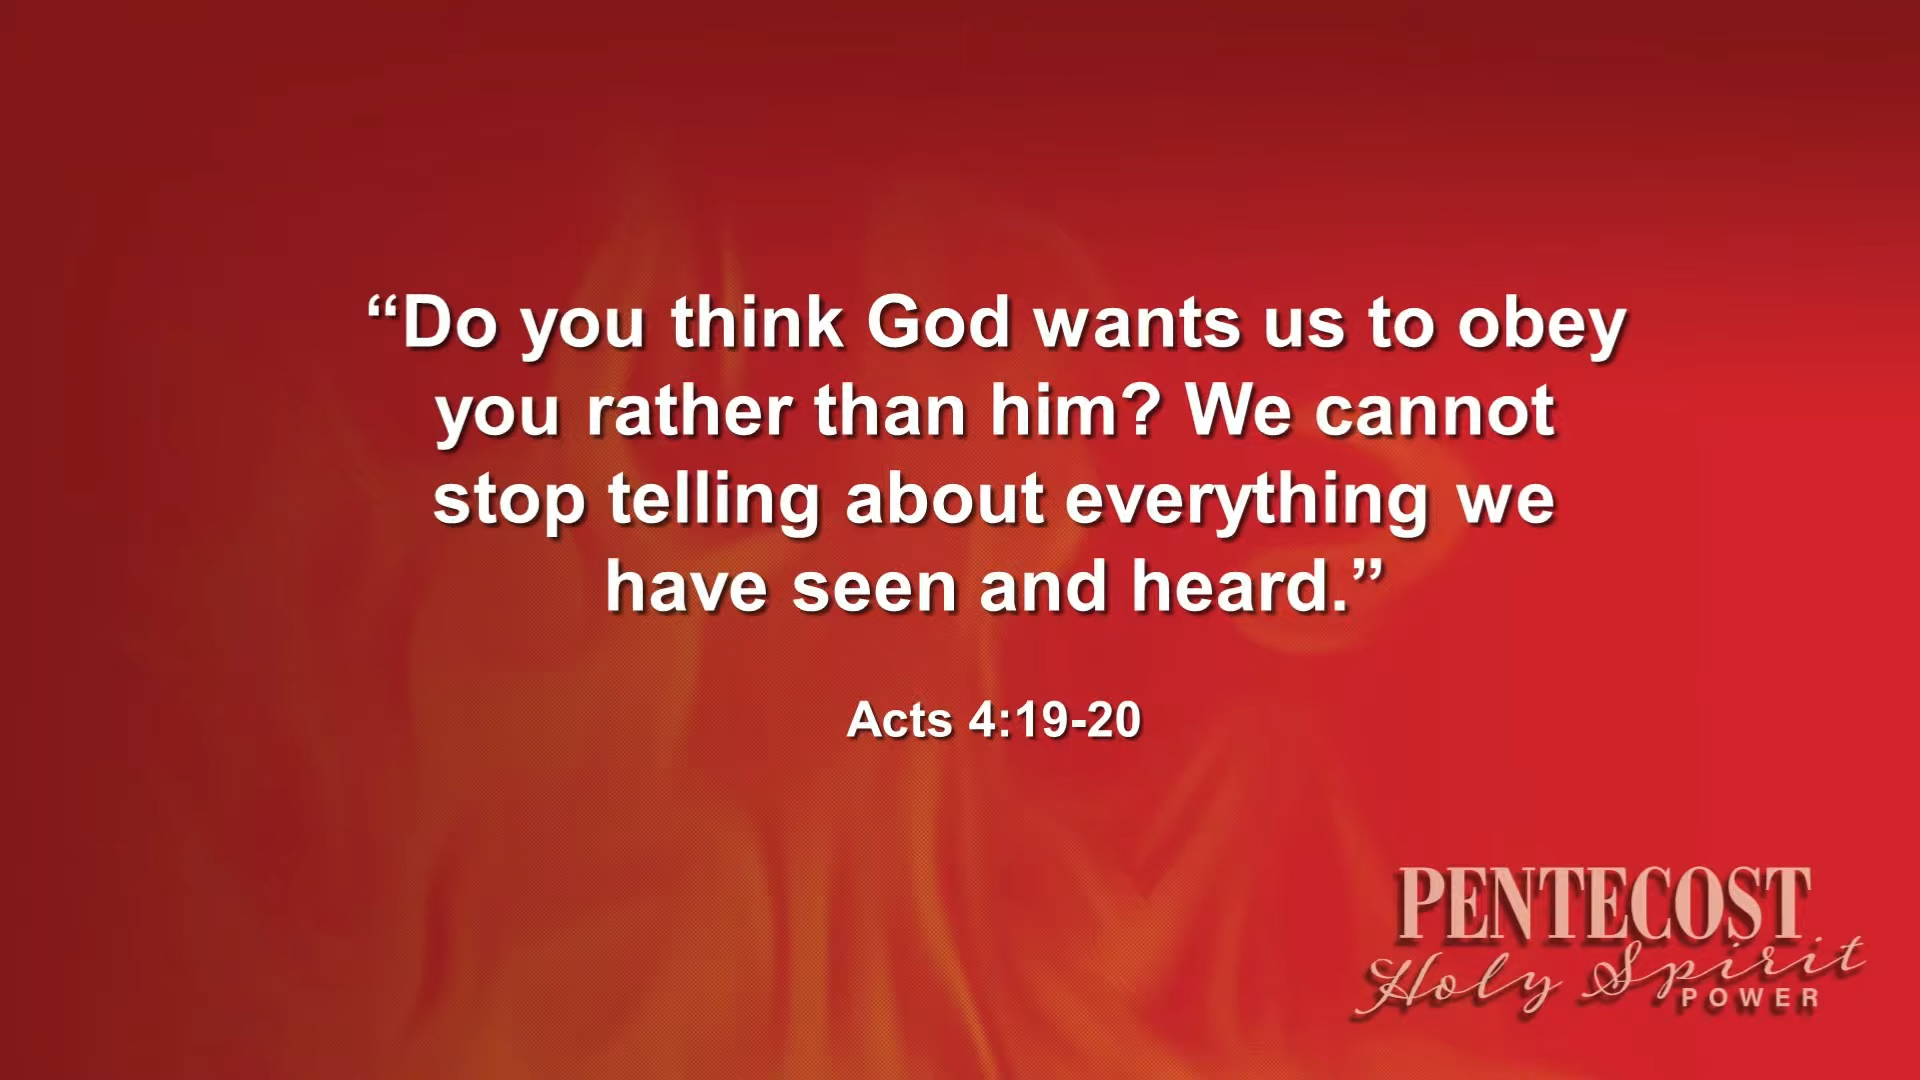 “Do you think God wants us to obey
you rather than him? We cannot
stop telling about everything we
have seen and heard.”
Acts 4:19-20
PENTECOST
Holy Spirit
POWER